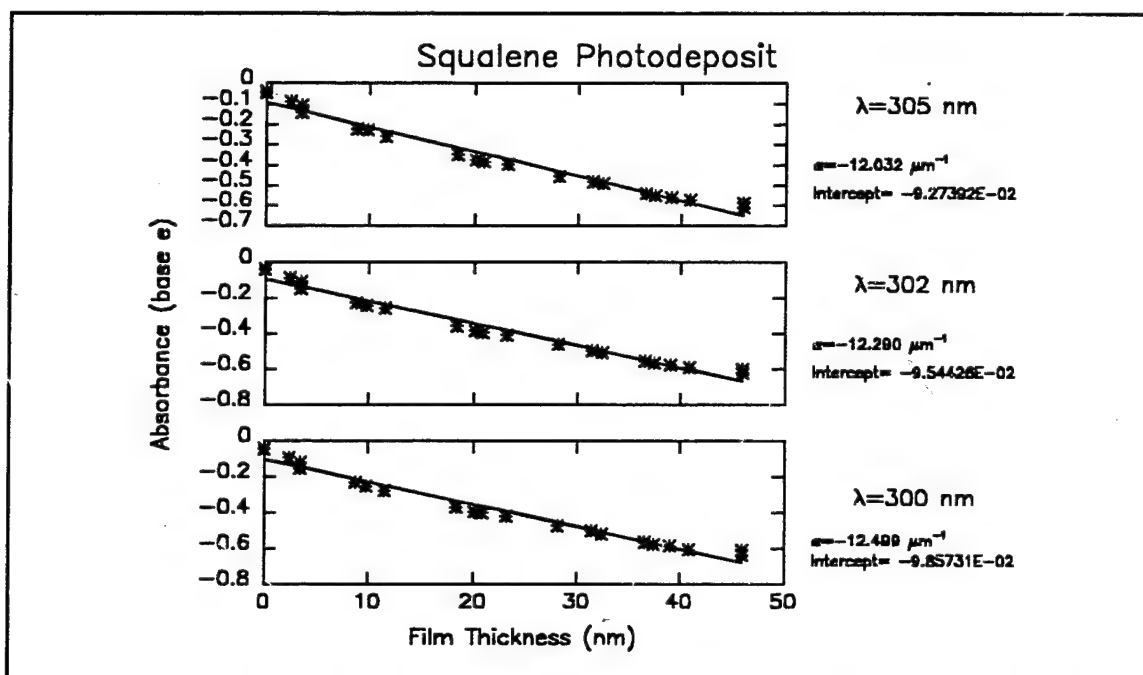 Squalene Photodeposit
Absorbance (base e)
0
-0.1
-0.2
-0.3
-0.4
-0.5
-0.6
-0.7
λ=305 nm
α=-12.032 μm⁻¹
Intercept= -9.27392E-02
0
-0.2
-0.4
-0.6
-0.8
λ=302 nm
α=-12.290 μm⁻¹
Intercept= -9.54426E-02
0
-0.2
-0.4
-0.6
-0.8
λ=300 nm
α=-12.499 μm⁻¹
Intercept= -9.85731E-02
0 10 20 30 40 50
Film Thickness (nm)